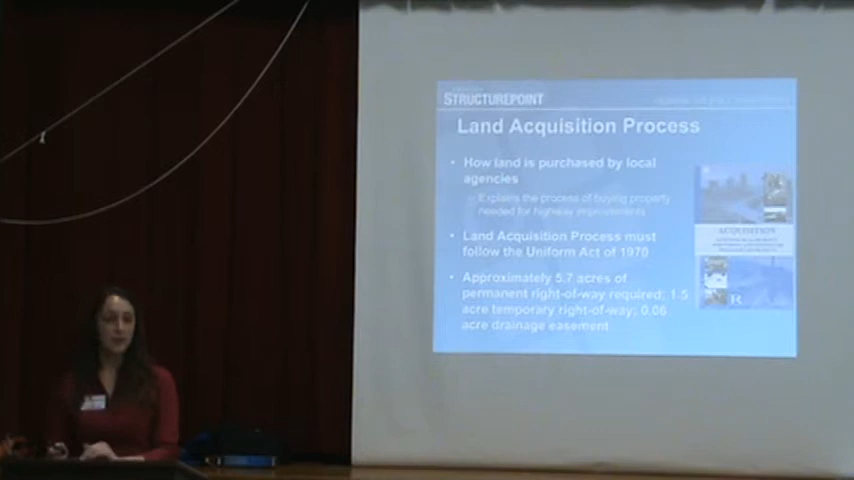 STRUCTUREPOINT
Land Acquisition Process
• How land is purchased by local
agencies
– Explains the process of buying property
needed for highway improvements
• Land Acquisition Process must
follow the Uniform Act of 1970
• Approximately 5.7 acres of
permanent right-of-way required; 1.5
acre temporary right-of-way; 0.06
acre drainage easement
ACQUISITION